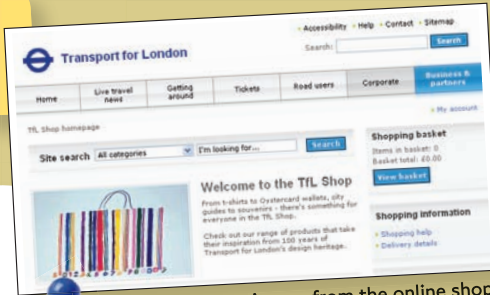 Accessibility Help Contact Sitemap
Transport for London
Search: Search
Home Live travel news Getting around Tickets Road users Corporate Business & partners
My account
TfL Shop homepage
Site search All categories I'm looking for... Search
Shopping basket
Items in basket: 0
Basket total: £0.00
View basket
Welcome to the TfL Shop
From t-shirts to Oystercard wallets, city
guides to souvenirs - there's something for
everyone in the TfL Shop.
Check out our range of products that take
their inspiration from 100 years of
Transport for London's design heritage.
Shopping information
Shopping help
Delivery details
from the online shop